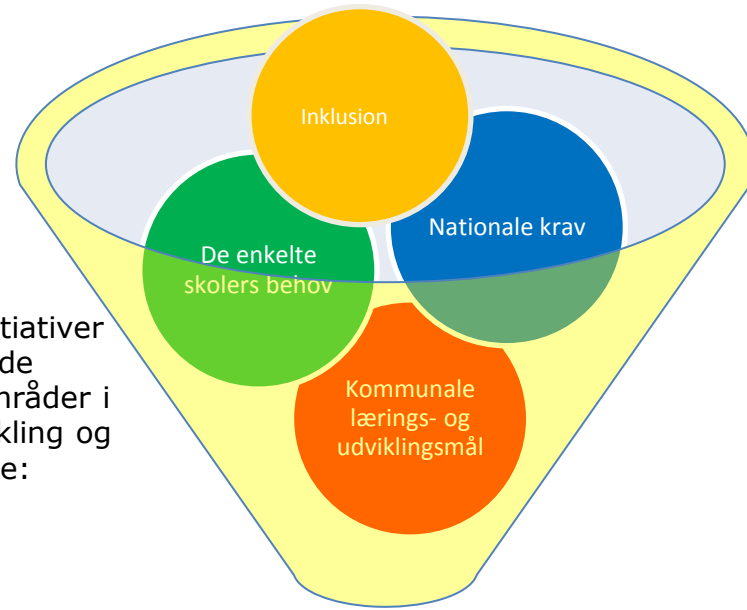 Inklusion
Nationale krav
De enkelte
skolers behov
Kommunale
lærings- og
udviklingsmål
tiativer
de
nråder i
kling og
e: